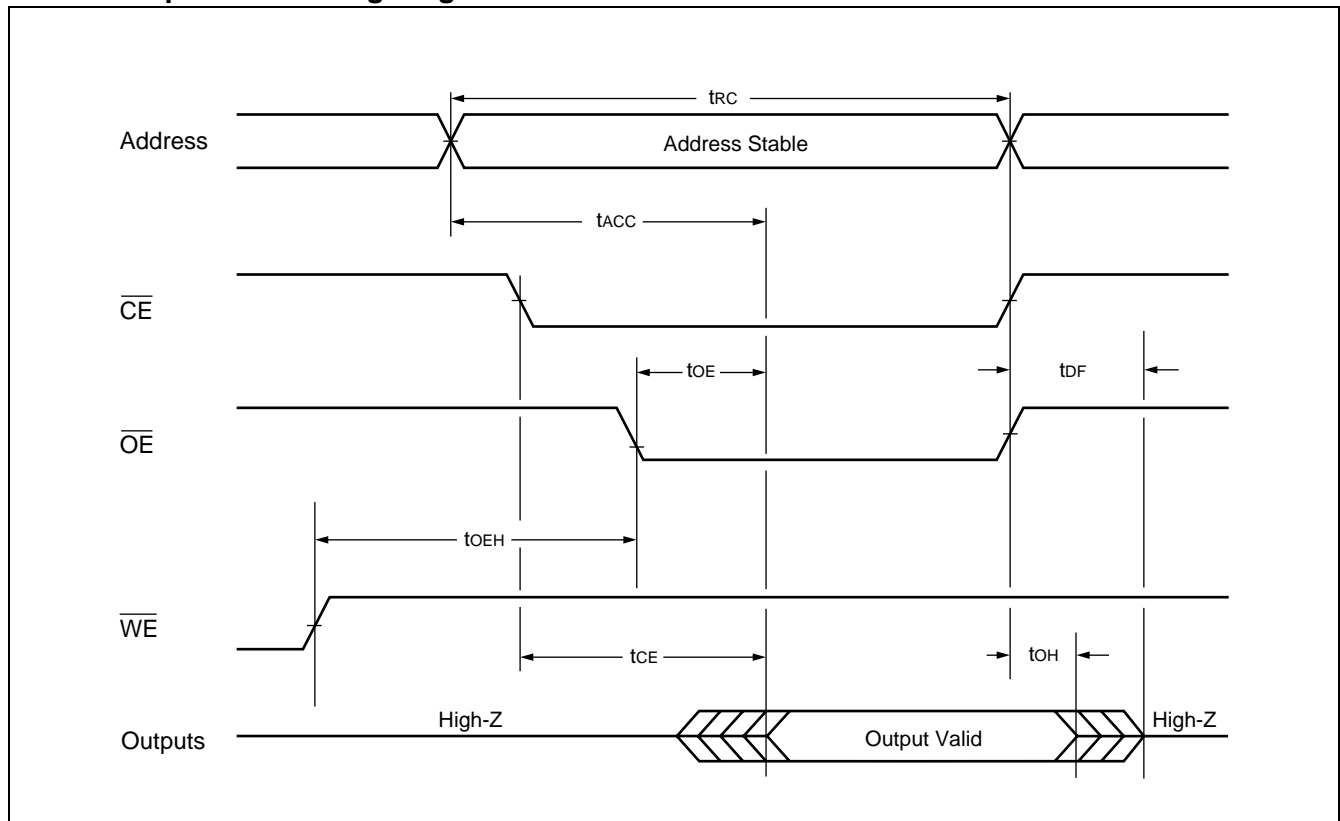 tRC
Address
Address Stable
tACC
CE
tOE
tDF
OE
tOEH
WE
tCE
tOH
High-Z
High-Z
Outputs
Output Valid